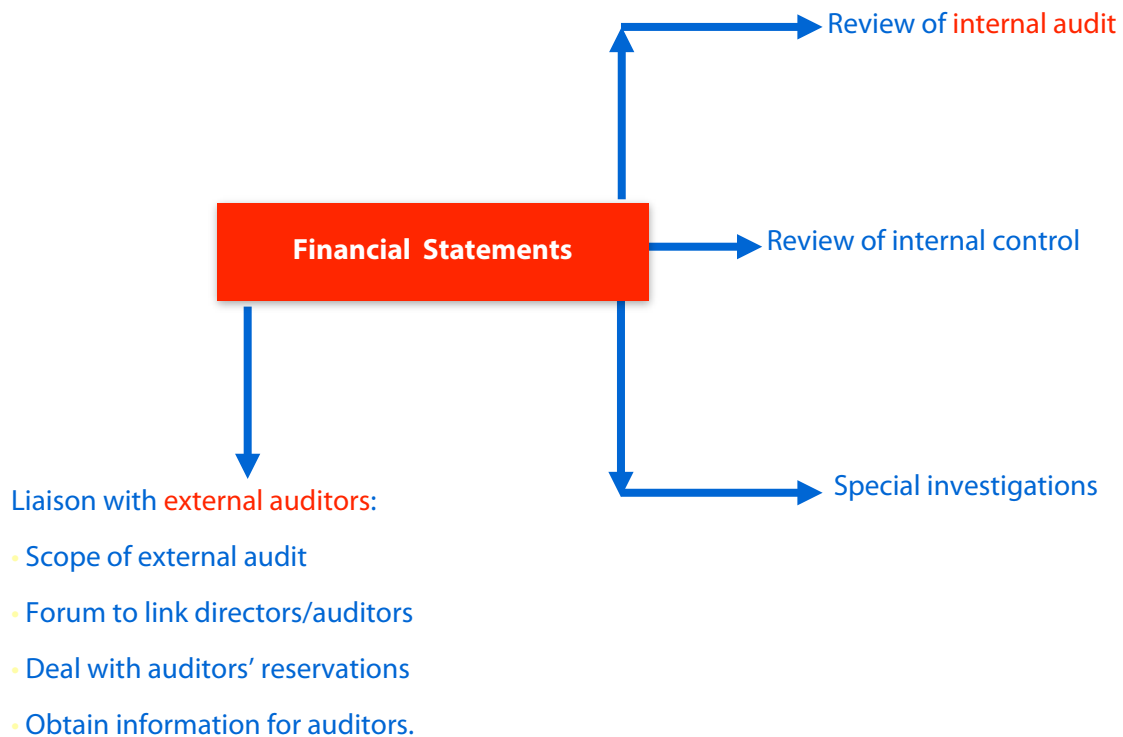 Review of internal audit
Financial Statements
Review of internal control
Special investigations
Liaison with external auditors:
• Scope of external audit
• Forum to link directors/auditors
• Deal with auditors’ reservations
• Obtain information for auditors.